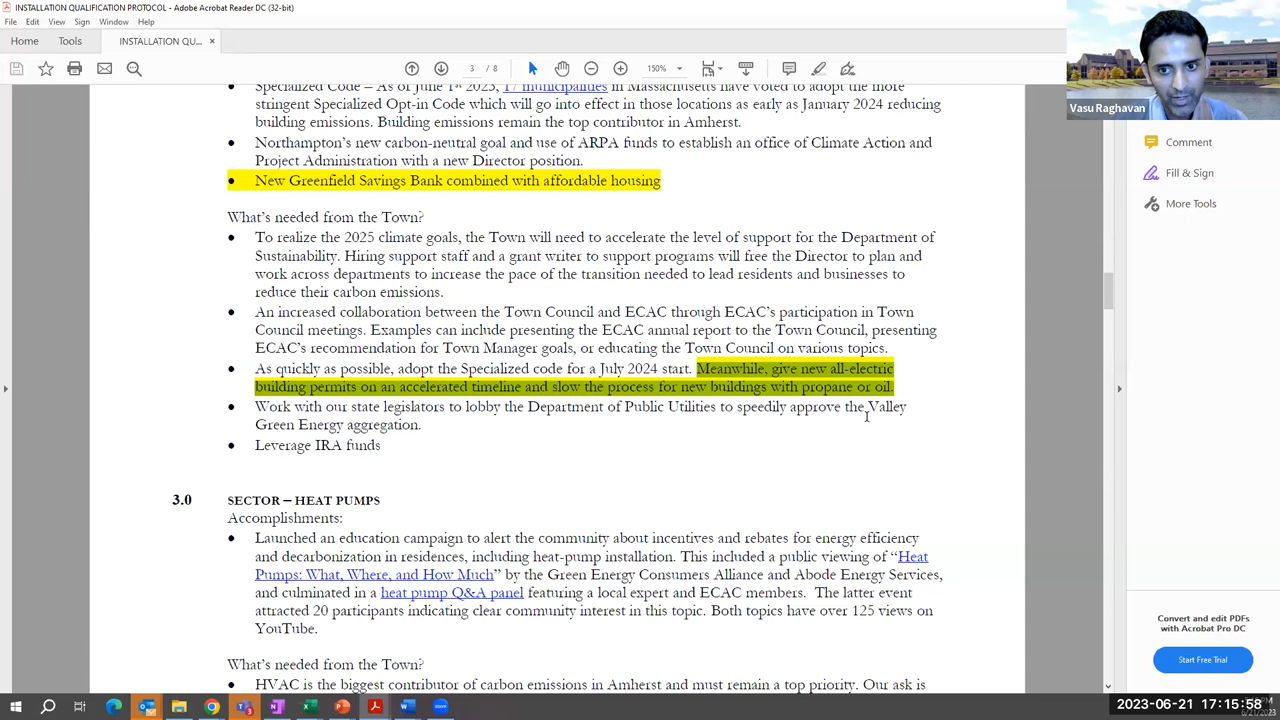 INSTALLATION QUALIFICATION PROTOCOL - Adobe Acrobat Reader DC (32-bit)
File Edit View Sign Window Help
Home Tools INSTALLATION QU... ×
3 / 8 150%
Vasu Raghavan
Specialized Code – As of June 1st 2023, 17 municipalities in Massachusetts have voted to adopt the more
stringent Specialized Opt-in Code which will go into effect in those locations as early as January 2024 reducing
building emissions. Building emissions remain the top contributor in Amherst.
• Northampton's new carbon-neutral goal and use of ARPA funds to establish an office of Climate Action and
Project Administration with a new Director position.
• New Greenfield Savings Bank combined with affordable housing
What's needed from the Town?
• To realize the 2025 climate goals, the Town will need to accelerate the level of support for the Department of
Sustainability. Hiring support staff and a grant writer to support programs will free the Director to plan and
work across departments to increase the pace of the transition needed to lead residents and businesses to
reduce their carbon emissions.
• An increased collaboration between the Town Council and ECAC through ECAC's participation in Town
Council meetings. Examples can include presenting the ECAC annual report to the Town Council, presenting
ECAC's recommendation for Town Manager goals, or educating the Town Council on various topics.
• As quickly as possible, adopt the Specialized code for a July 2024 start. Meanwhile, give new all-electric
building permits on an accelerated timeline and slow the process for new buildings with propane or oil.
• Work with our state legislators to lobby the Department of Public Utilities to speedily approve the Valley
Green Energy aggregation.
• Leverage IRA funds
3.0 SECTOR – HEAT PUMPS
Accomplishments:
• Launched an education campaign to alert the community about incentives and rebates for energy efficiency
and decarbonization in residences, including heat-pump installation. This included a public viewing of "Heat
Pumps: What, Where, and How Much" by the Green Energy Consumers Alliance and Abode Energy Services,
and culminated in a heat pump Q&A panel featuring a local expert and ECAC members. The latter event
attracted 20 participants indicating clear community interest in this topic. Both topics have over 125 views on
YouTube.
What's needed from the Town?
• HVAC is the biggest contributor of carbon emissions in Amherst and must remain a top priority. Our ask is
Comment
Fill & Sign
More Tools
Convert and edit PDFs
with Acrobat Pro DC
Start Free Trial
2023-06-21 17:15:58